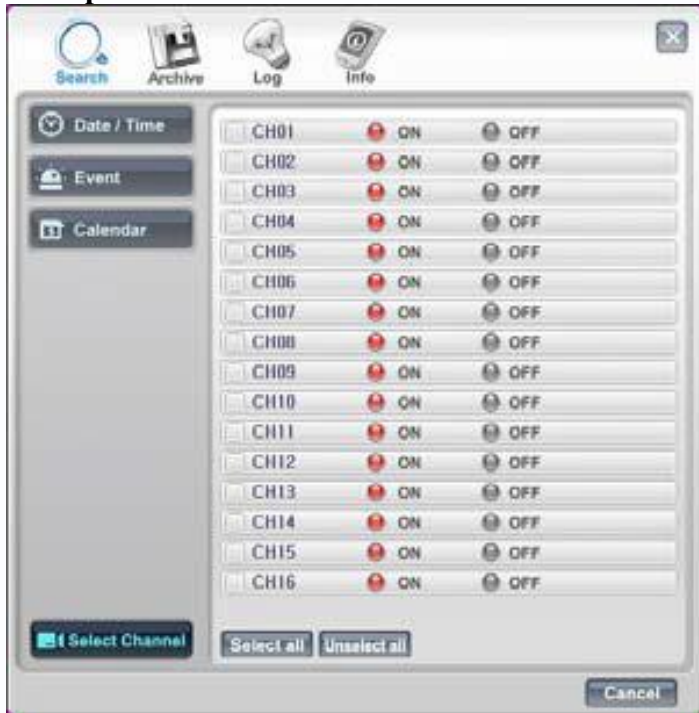 Search Archive Log Info
Date / Time
Event
Calendar
CH01 ON OFF
CH02 ON OFF
CH03 ON OFF
CH04 ON OFF
CH05 ON OFF
CH06 ON OFF
CH07 ON OFF
CH08 ON OFF
CH09 ON OFF
CH10 ON OFF
CH11 ON OFF
CH12 ON OFF
CH13 ON OFF
CH14 ON OFF
CH15 ON OFF
CH16 ON OFF
Select Channel Select all Unselect all
Cancel